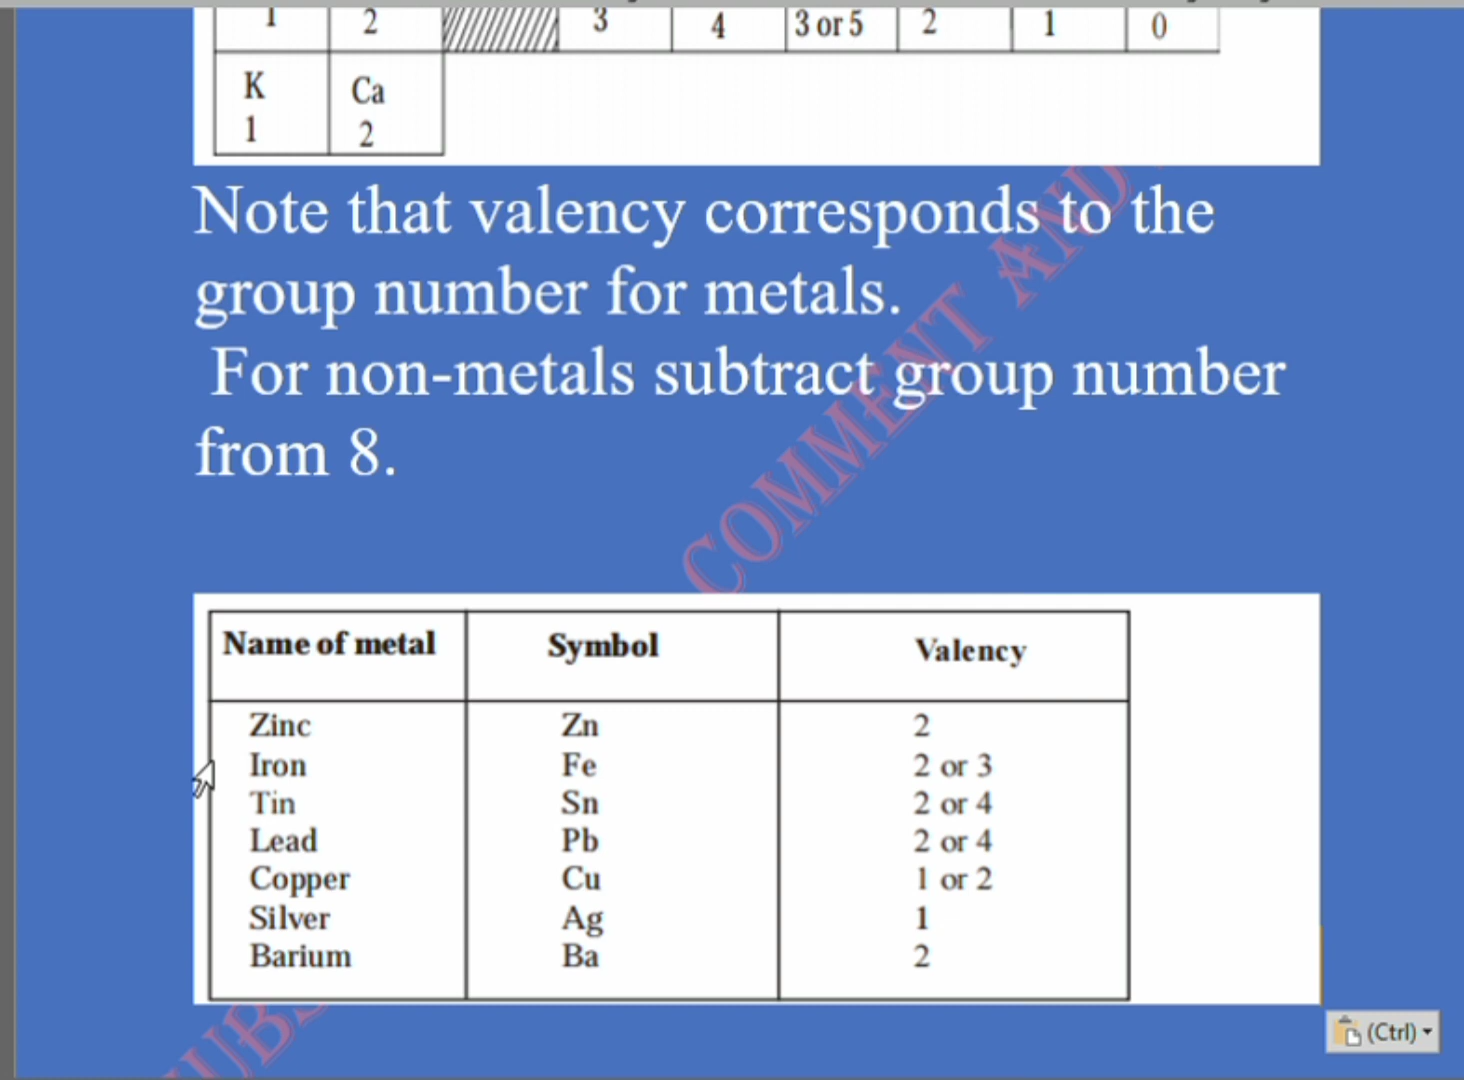 1 2 3 4 3 or 5 2 1 0
K Ca
1 2
Note that valency corresponds to the
group number for metals.
For non-metals subtract group number
from 8.
COMMENT AND
Name of metal Symbol Valency
Zinc Zn 2
Iron Fe 2 or 3
Tin Sn 2 or 4
Lead Pb 2 or 4
Copper Cu 1 or 2
Silver Ag 1
Barium Ba 2
(Ctrl)